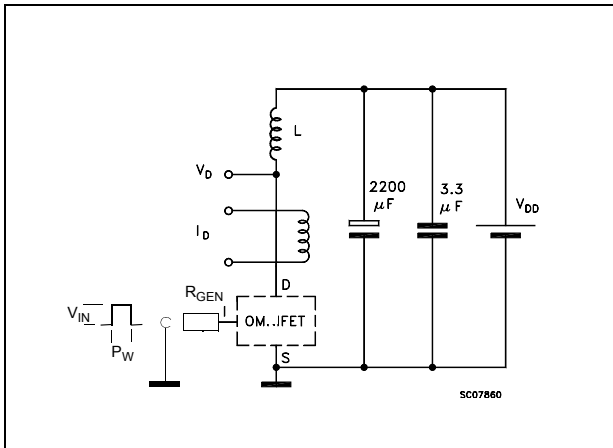 L
V_D
2200 µF
3.3 µF
V_DD
I_D
D
R_GEN
I
V_IN
OM..IFET
P_W
S
SC07860